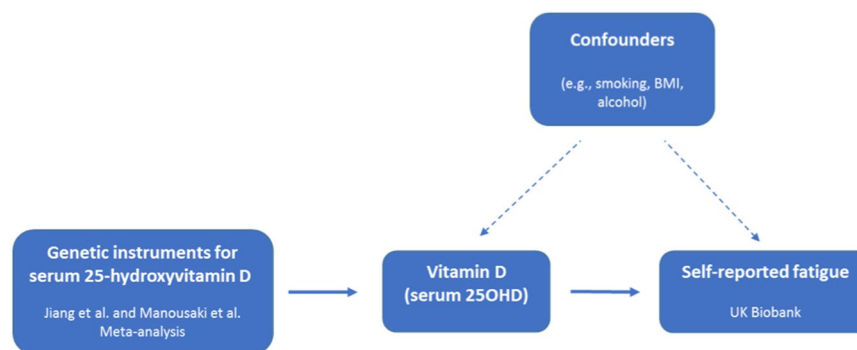 Confounders
(e.g., smoking, BMI,
alcohol)
Genetic instruments for
serum 25-hydroxyvitamin D
Jiang et al. and Manousaki et al.
Meta-analysis
Vitamin D
(serum 25OHD)
Self-reported fatigue
UK Biobank